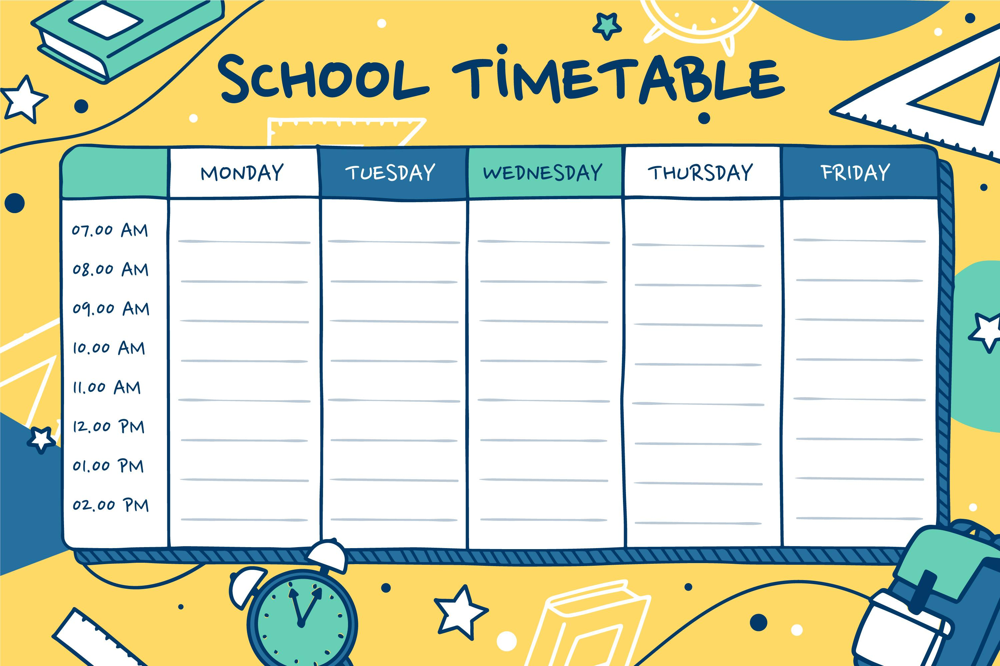 SCHOOL TIMETABLE
MONDAY TUESDAY WEDNESDAY THURSDAY FRIDAY
07.00 AM
08.00 AM
09.00 AM
10.00 AM
11.00 AM
12.00 PM
01.00 PM
02.00 PM